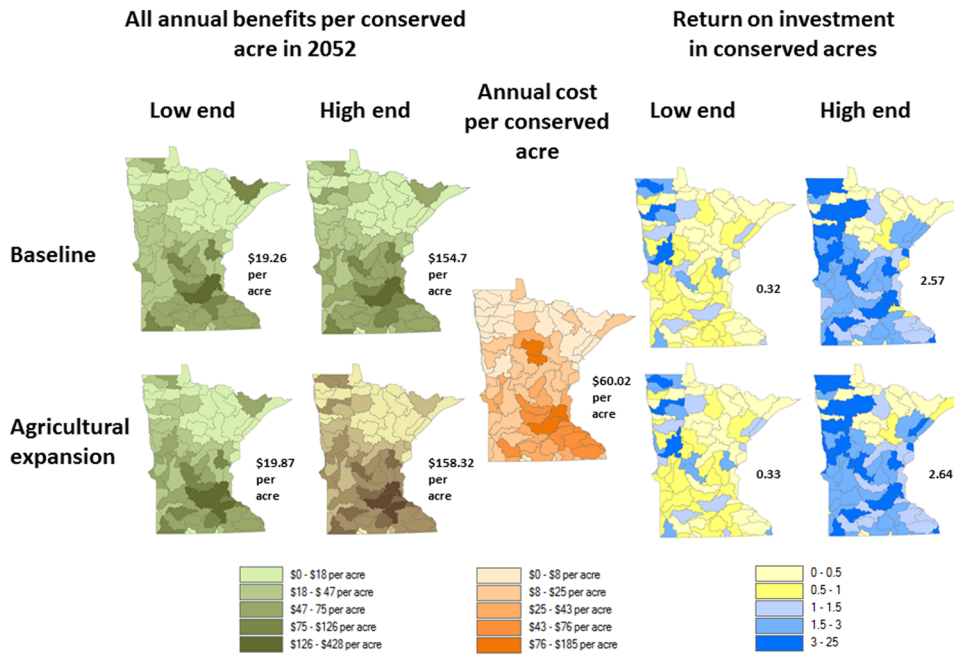 All annual benefits per conserved
acre in 2052
Return on investment
in conserved acres
Low end
High end
Annual cost
per conserved
acre
Low end
High end
Baseline
$19.26
per
acre
$154.7
per
acre
0.32
2.57
$60.02
per
acre
Agricultural
expansion
$19.87
per
acre
$158.32
per
acre
0.33
2.64
$0 - $18 per acre
$18 - $ 47 per acre
$47 - 75 per acre
$75 - $126 per acre
$126 - $428 per acre
$0 - $8 per acre
$8 - $25 per acre
$25 - $43 per acre
$43 - $76 per acre
$76 - $185 per acre
0 - 0.5
0.5 - 1
1 - 1.5
1.5 - 3
3 - 25